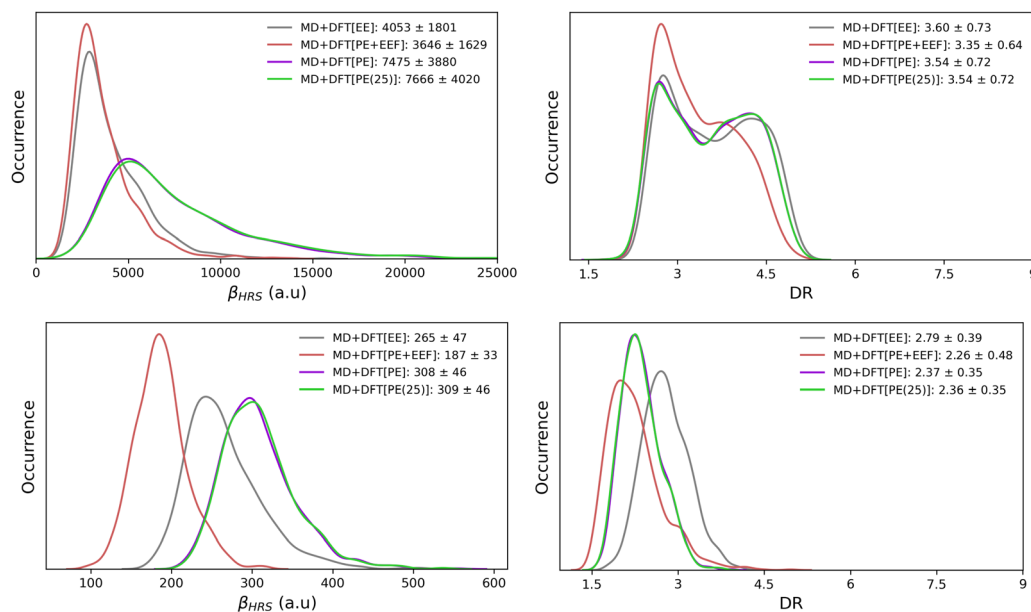 MD+DFT[EE]: 4053 ± 1801
MD+DFT[PE+EEF]: 3646 ± 1629
MD+DFT[PE]: 7475 ± 3880
MD+DFT[PE(25)]: 7666 ± 4020
Occurrence
0 5000 10000 15000 20000 25000
β_HRS (a.u)
MD+DFT[EE]: 3.60 ± 0.73
MD+DFT[PE+EEF]: 3.35 ± 0.64
MD+DFT[PE]: 3.54 ± 0.72
MD+DFT[PE(25)]: 3.54 ± 0.72
Occurrence
1.5 3 4.5 6 7.5 9
DR
MD+DFT[EE]: 265 ± 47
MD+DFT[PE+EEF]: 187 ± 33
MD+DFT[PE]: 308 ± 46
MD+DFT[PE(25)]: 309 ± 46
Occurrence
100 200 300 400 500 600
β_HRS (a.u)
MD+DFT[EE]: 2.79 ± 0.39
MD+DFT[PE+EEF]: 2.26 ± 0.48
MD+DFT[PE]: 2.37 ± 0.35
MD+DFT[PE(25)]: 2.36 ± 0.35
Occurrence
1.5 3 4.5 6 7.5 9
DR